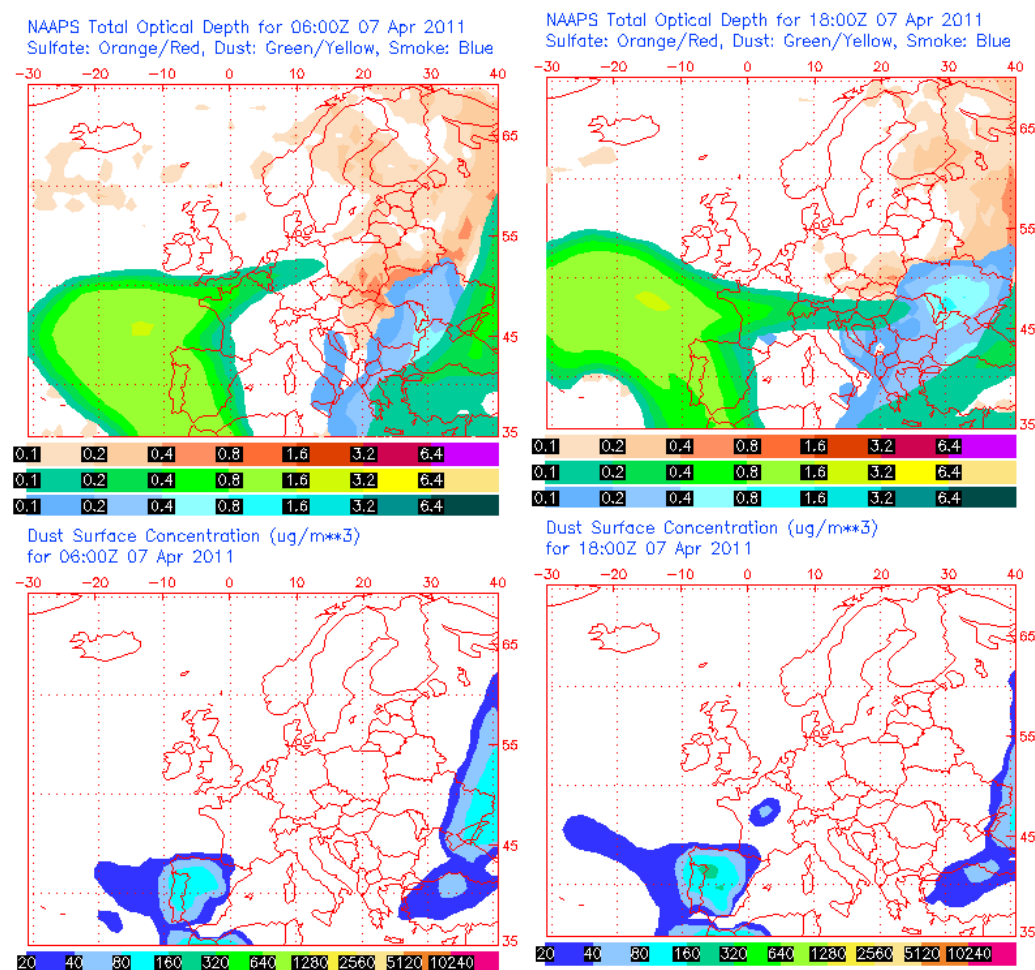 NAAPS Total Optical Depth for 06:00Z 07 Apr 2011
Sulfate: Orange/Red, Dust: Green/Yellow, Smoke: Blue
-30 -20 -10 0 10 20 30 40
65
55
45
35
0.1 0.2 0.4 0.8 1.6 3.2 6.4
0.1 0.2 0.4 0.8 1.6 3.2 6.4
0.1 0.2 0.4 0.8 1.6 3.2 6.4
NAAPS Total Optical Depth for 18:00Z 07 Apr 2011
Sulfate: Orange/Red, Dust: Green/Yellow, Smoke: Blue
-30 -20 -10 0 10 20 30 40
65
55
45
35
0.1 0.2 0.4 0.8 1.6 3.2 6.4
0.1 0.2 0.4 0.8 1.6 3.2 6.4
0.1 0.2 0.4 0.8 1.6 3.2 6.4
Dust Surface Concentration (ug/m**3)
for 06:00Z 07 Apr 2011
-30 -20 -10 0 10 20 30 40
65
55
45
35
20 40 80 160 320 640 1280 2560 5120 10240
Dust Surface Concentration (ug/m**3)
for 18:00Z 07 Apr 2011
-30 -20 -10 0 10 20 30 40
65
55
45
35
20 40 80 160 320 640 1280 2560 5120 10240